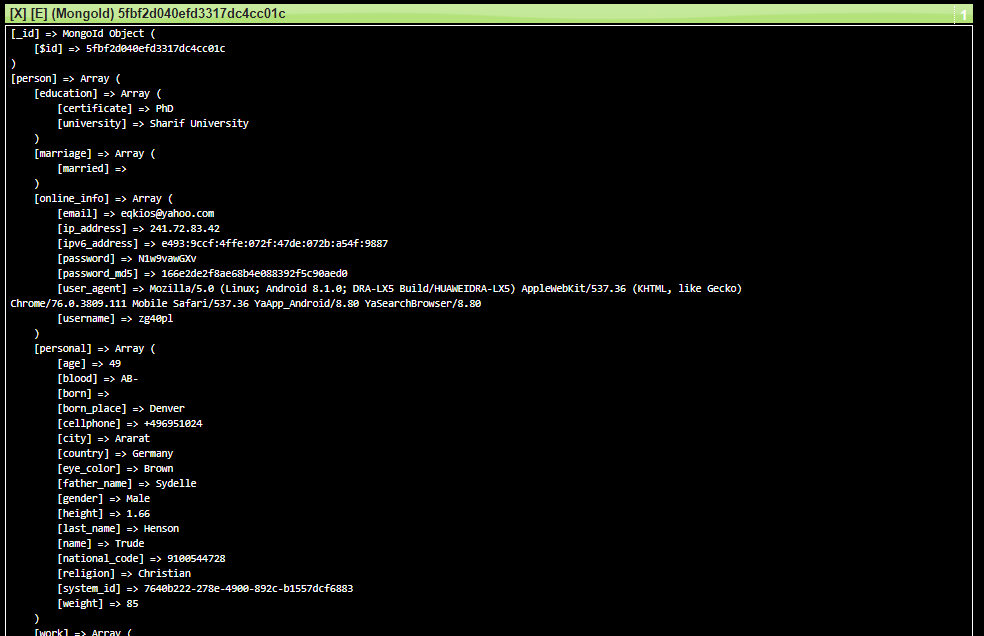 [X] [E] (MongoId) 5fbf2d040efd3317dc4cc01c 1
[_id] => MongoId Object (
[$id] => 5fbf2d040efd3317dc4cc01c
)
[person] => Array (
[education] => Array (
[certificate] => PhD
[university] => Sharif University
)
[marriage] => Array (
[married] =>
)
[online_info] => Array (
[email] => eqkios@yahoo.com
[ip_address] => 241.72.83.42
[ipv6_address] => e493:9ccf:4ffe:072f:47de:072b:a54f:9887
[password] => N1w9vawGXv
[password_md5] => 166e2de2f8ae68b4e088392f5c90aed0
[user_agent] => Mozilla/5.0 (Linux; Android 8.1.0; DRA-LX5 Build/HUAWEIDRA-LX5) AppleWebKit/537.36 (KHTML, like Gecko)
Chrome/76.0.3809.111 Mobile Safari/537.36 YaApp_Android/8.80 YaSearchBrowser/8.80
[username] => zg40pl
)
[personal] => Array (
[age] => 49
[blood] => AB-
[born] =>
[born_place] => Denver
[cellphone] => +496951024
[city] => Ararat
[country] => Germany
[eye_color] => Brown
[father_name] => Sydelle
[gender] => Male
[height] => 1.66
[last_name] => Henson
[name] => Trude
[national_code] => 9100544728
[religion] => Christian
[system_id] => 7640b222-278e-4900-892c-b1557dcf6883
[weight] => 85
)
[work] => Array (